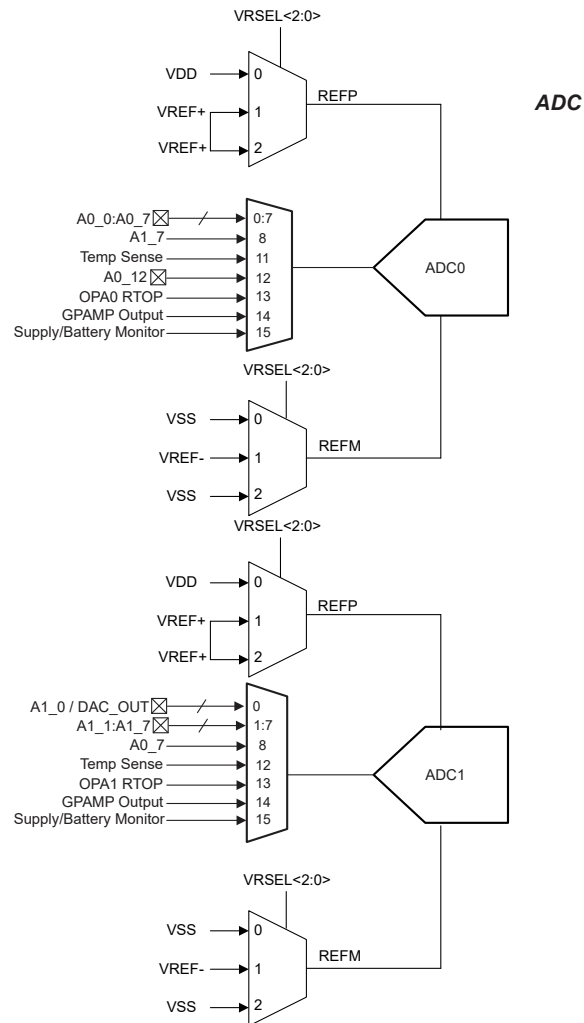 VRSEL<2:0>
VDD
0
REFP
VREF+
1
VREF+
2
ADC
A0_0:A0_7
0:7
A1_7
8
Temp Sense
11
A0_12
12
OPA0 RTOP
13
GPAMP Output
14
Supply/Battery Monitor
15
ADC0
VRSEL<2:0>
VSS
0
VREF-
1
REFM
VSS
2
VRSEL<2:0>
VDD
0
REFP
VREF+
1
VREF+
2
A1_0 / DAC_OUT
0
A1_1:A1_7
1:7
A0_7
8
Temp Sense
12
OPA1 RTOP
13
GPAMP Output
14
Supply/Battery Monitor
15
ADC1
VRSEL<2:0>
VSS
0
VREF-
1
REFM
VSS
2